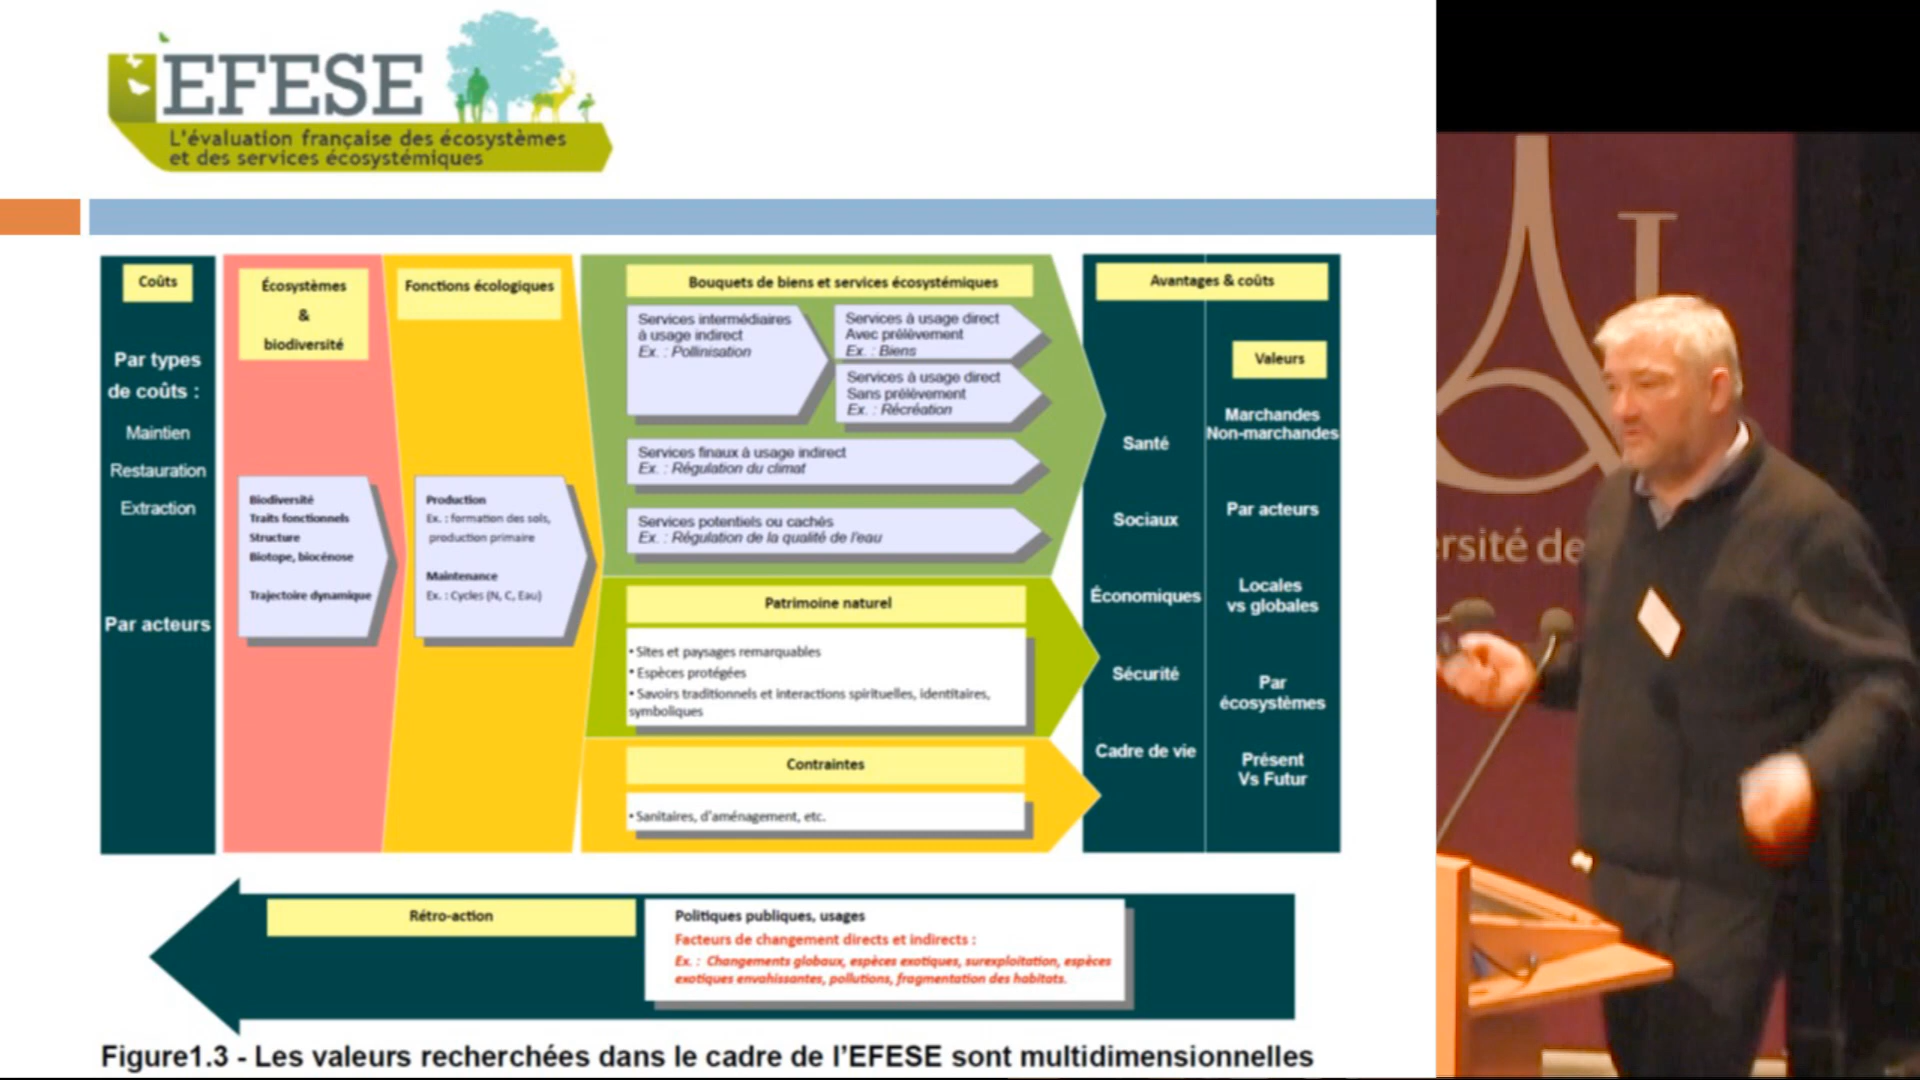 EFESE
L'évaluation française des écosystèmes
et des services écosystémiques
Coûts
Par types
de coûts :
Maintien
Restauration
Extraction
Par acteurs
Écosystèmes
&
biodiversité
Biodiversité
Traits fonctionnels
Structure
Biotope, biocénose
Trajectoire dynamique
Fonctions écologiques
Production
Ex. : formation des sols,
production primaire
Maintenance
Ex. : Cycles (N, C, Eau)
Bouquets de biens et services écosystémiques
Services intermédiaires
à usage indirect
Ex. : Pollinisation
Services à usage direct
Avec prélèvement
Ex. : Biens
Services à usage direct
Sans prélèvement
Ex. : Récréation
Services finaux à usage indirect
Ex. : Régulation du climat
Services potentiels ou cachés
Ex. : Régulation de la qualité de l'eau
Patrimoine naturel
• Sites et paysages remarquables
• Espèces protégées
• Savoirs traditionnels et interactions spirituelles, identitaires,
symboliques
Contraintes
• Sanitaires, d'aménagement, etc.
Avantages & coûts
Santé
Sociaux
Économiques
Sécurité
Cadre de vie
Valeurs
Marchandes
Non-marchandes
Par acteurs
Locales
vs globales
Par
écosystèmes
Présent
Vs Futur
Rétro-action
Politiques publiques, usages
Facteurs de changement directs et indirects :
Ex. : Changements globaux, espèces exotiques, surexploitation, espèces
exotiques envahissantes, pollutions, fragmentation des habitats.
Figure1.3 - Les valeurs recherchées dans le cadre de l'EFESE sont multidimensionnelles
ersité de